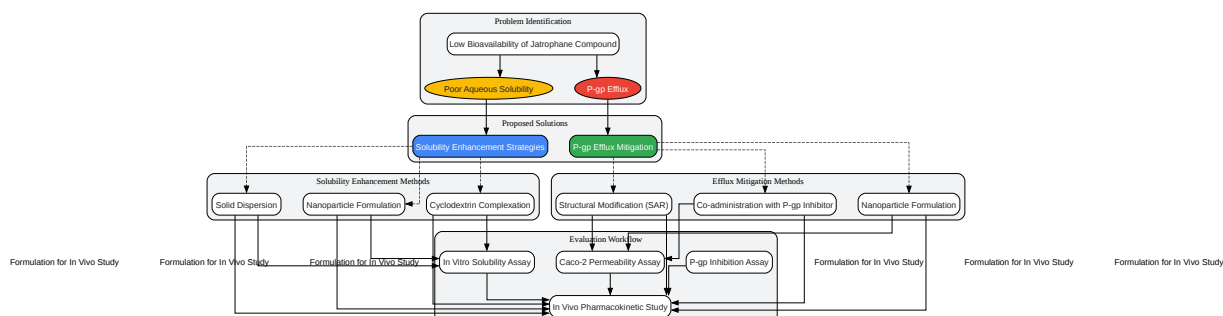 Problem Identification
Low Bioavailability of Jatrophane Compound
Poor Aqueous Solubility
P-gp Efflux
Proposed Solutions
Solubility Enhancement Strategies
P-gp Efflux Mitigation
Solubility Enhancement Methods
Efflux Mitigation Methods
Solid Dispersion
Nanoparticle Formulation
Cyclodextrin Complexation
Structural Modification (SAR)
Co-administration with P-gp Inhibitor
Nanoparticle Formulation
Evaluation Workflow
Formulation for In Vivo Study
Formulation for In Vivo Study
Formulation for In Vivo Study
In Vitro Solubility Assay
Caco-2 Permeability Assay
P-gp Inhibition Assay
Formulation for In Vivo Study
Formulation for In Vivo Study
Formulation for In Vivo Study
In Vivo Pharmacokinetic Study